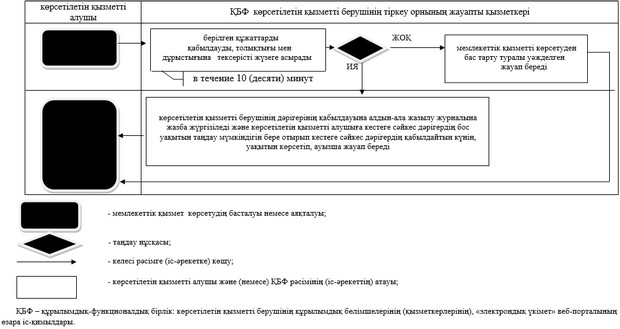 көрсетілетін қызметті
алушы
ҚБФ көрсетілетін қызметті берушінің тіркеу орнының жауапты қызметкері
берілген құжаттарды
қабылдауды, толықтығы мен
дұрыстығына тексерісті жүзеге асырады
ЖОҚ
ИЯ
мемлекеттік қызметті көрсетуден
бас тарту туралы уәжделген
жауап береді
в течение 10 (десяти) минут
көрсетілетін қызметті берушінің дәрігерінің қабылдауына алдын-ала жазылу журналына
жазба жүргізіледі және көрсетілетін қызметті алушыға кестеге сәйкес дәрігердің бос
уақытын таңдау мүмкіндігін бере отырып кестеге сәйкес дәрігердің қабылдайтын күнін,
уақытын көрсетіп, ауызша жауап береді
- мемлекеттік қызмет көрсетудің басталуы немесе аяқталуы;
- таңдау нұсқасы;
- келесі рәсімге (іс-әрекетке) көшу;
- көрсетілетін қызметті алушы және (немесе) ҚБФ рәсімінің (іс-әрекеттің) атауы;
ҚБФ – құрылымдық-функционалдық бірлік: көрсетілетін қызметті берушінің құрылымдық бөлімшелерінің (қызметкерлерінің), «электрондық үкімет» веб-порталының
өзара іс-қимылдары.